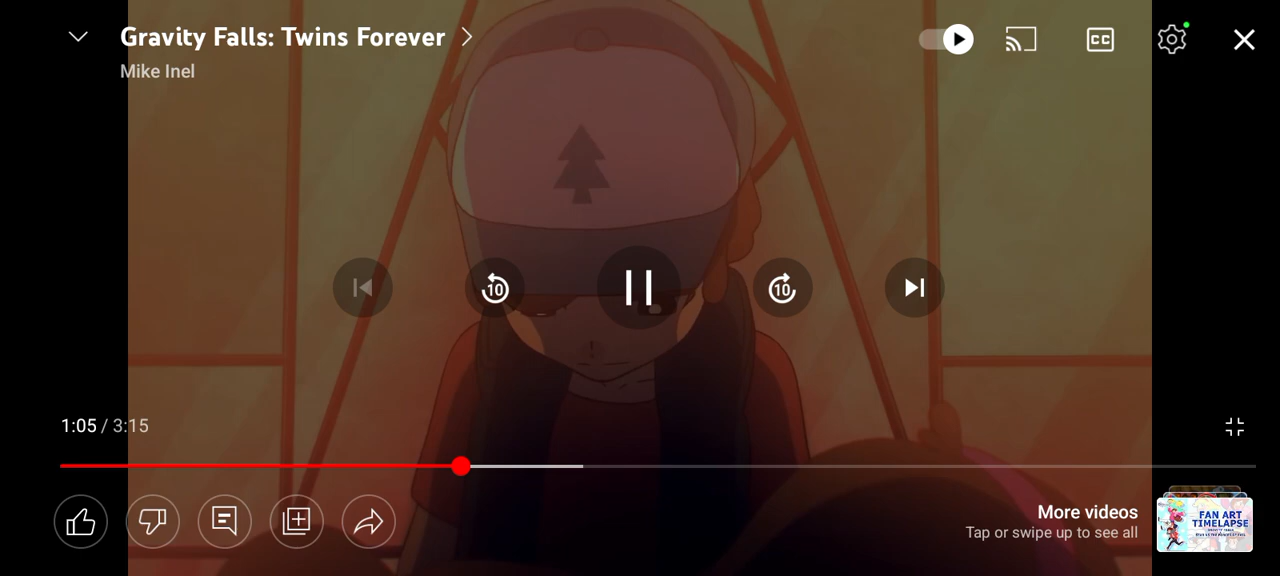 Gravity Falls: Twins Forever
Mike Inel
CC
10
10
1:05 / 3:15
More videos
Tap or swipe up to see all
FAN ART
TIMELAPSE